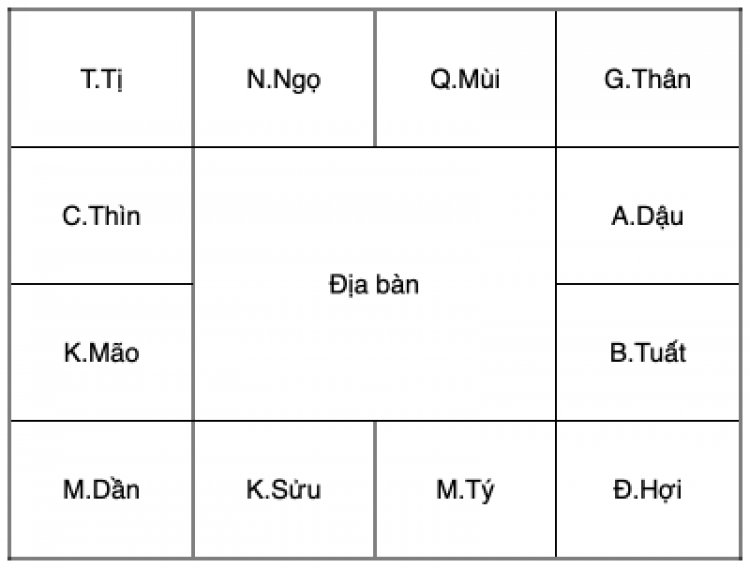 T.Tị
N.Ngọ
Q.Mùi
G.Thân
C.Thìn
A.Dậu
Địa bàn
K.Mão
B.Tuất
M.Dần
K.Sửu
M.Tý
Đ.Hợi